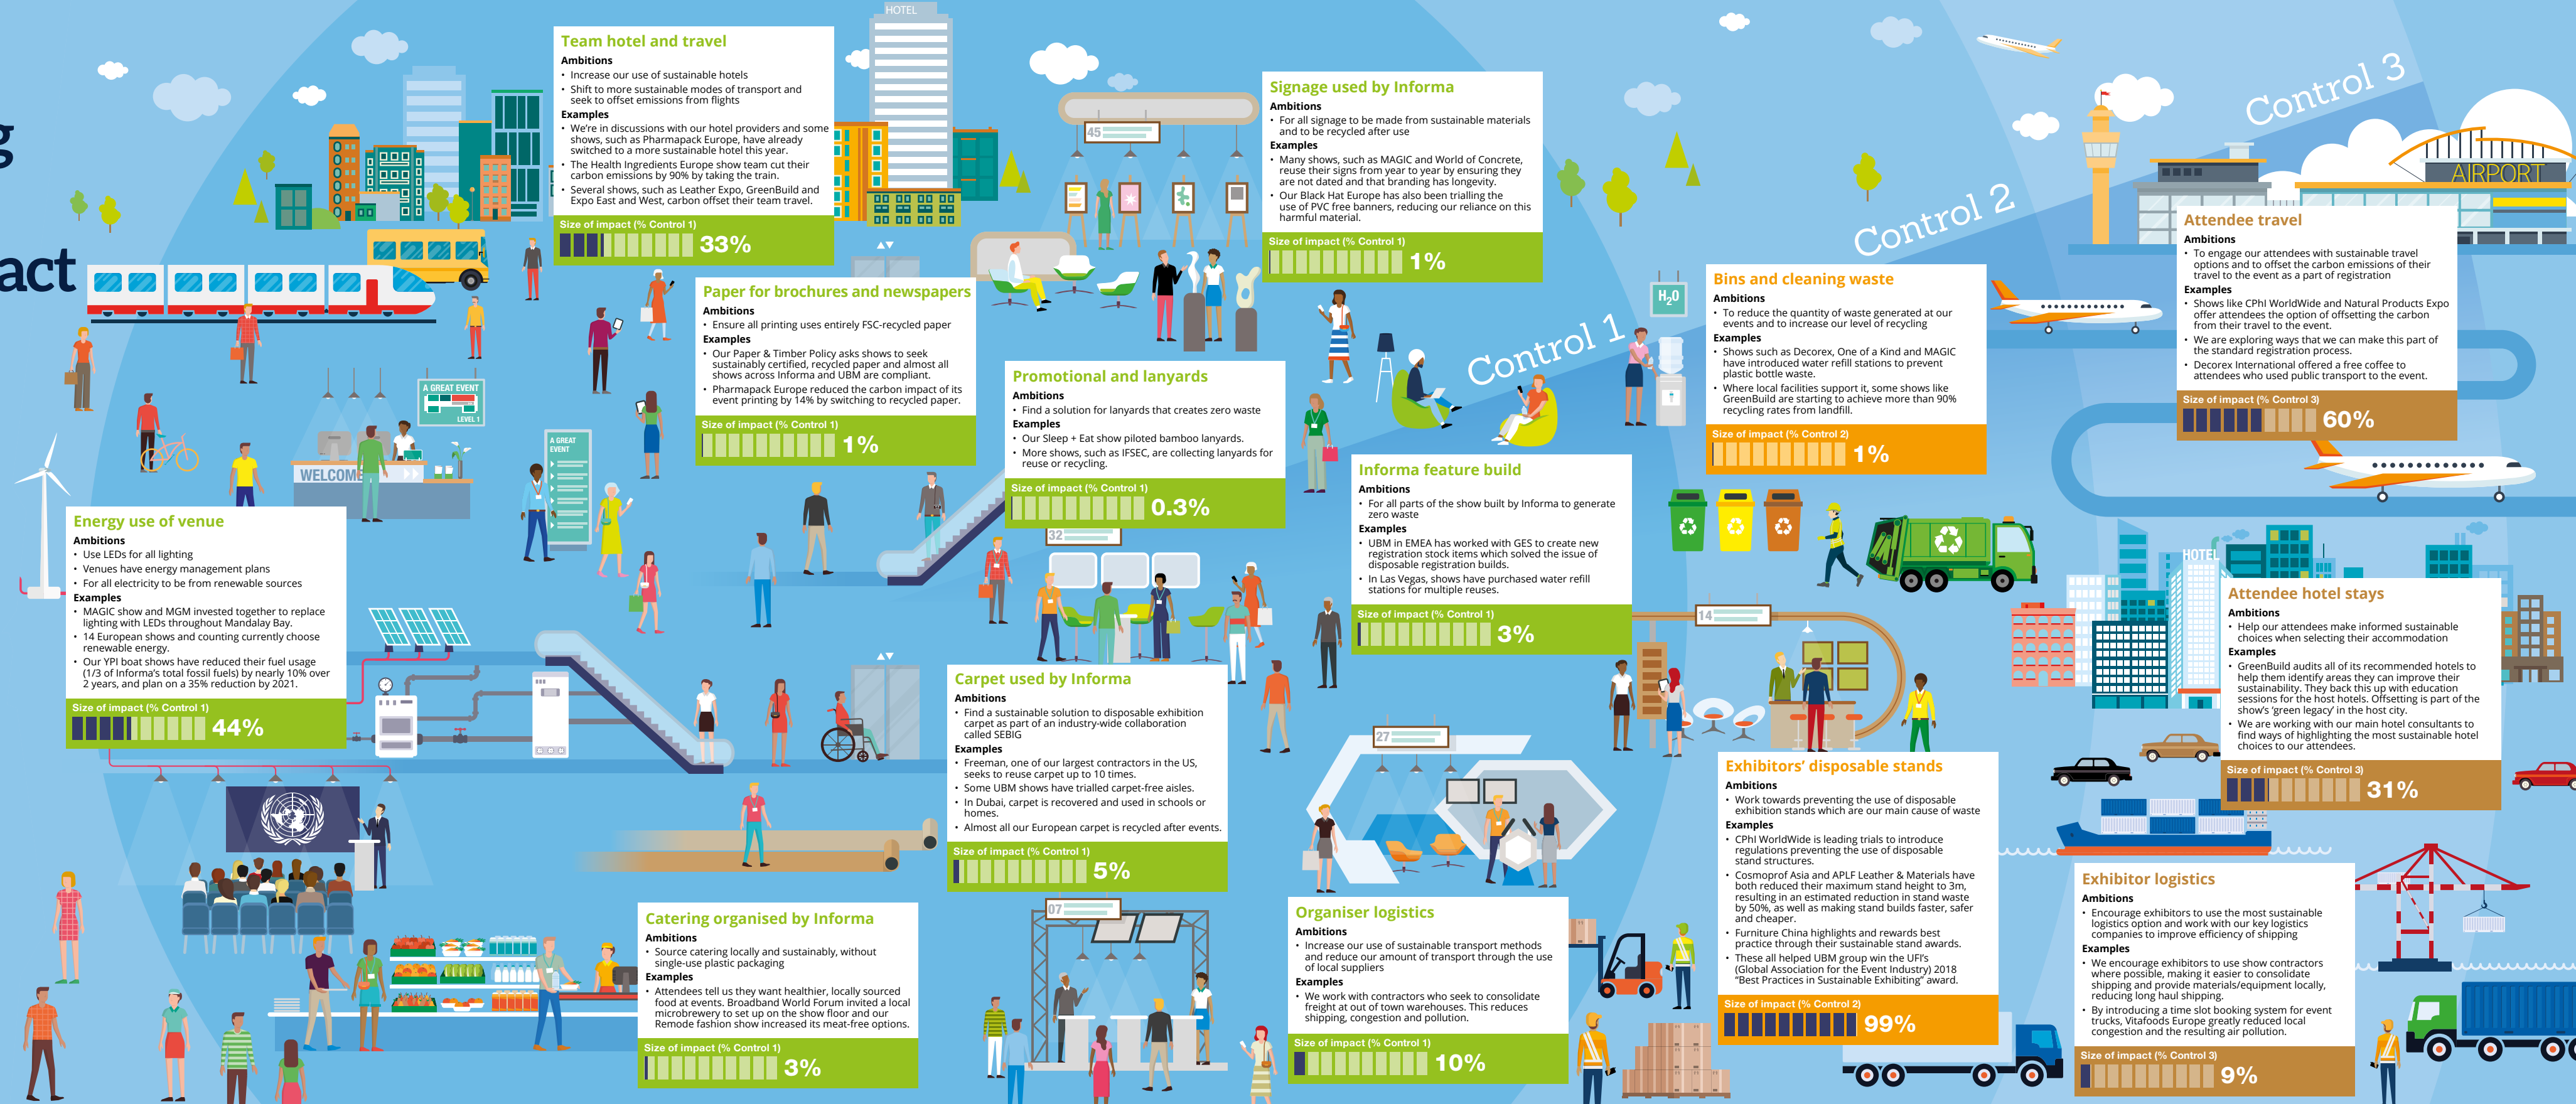 g
act
HOTEL
Team hotel and travel
Ambitions
• Increase our use of sustainable hotels
• Shift to more sustainable modes of transport and
seek to offset emissions from flights
Examples
• We’re in discussions with our hotel providers and some
shows, such as Pharmapack Europe, have already
switched to a more sustainable hotel this year.
• The Health Ingredients Europe show team cut their
carbon emissions by 90% by taking the train.
• Several shows, such as Leather Expo, GreenBuild and
Expo East and West, carbon offset their team travel.
Size of impact (% Control 1)
33%
45
Signage used by Informa
Ambitions
• For all signage to be made from sustainable materials
and to be recycled after use
Examples
• Many shows, such as MAGIC and World of Concrete,
reuse their signs from year to year by ensuring they
are not dated and that branding has longevity.
• Our Black Hat Europe has also been trialling the
use of PVC free banners, reducing our reliance on this
harmful material.
Size of impact (% Control 1)
1%
Control 3
Control 2
Control 1
AIRPORT
Attendee travel
Ambitions
• To engage our attendees with sustainable travel
options and to offset the carbon emissions of their
travel to the event as a part of registration
Examples
• Shows like CPhI WorldWide and Natural Products Expo
offer attendees the option of offsetting the carbon
from their travel to the event.
• We are exploring ways that we can make this part of
the standard registration process.
• Decorex International offered a free coffee to
attendees who used public transport to the event.
Size of impact (% Control 3)
60%
Paper for brochures and newspapers
Ambitions
• Ensure all printing uses entirely FSC-recycled paper
Examples
• Our Paper & Timber Policy asks shows to seek
sustainably certified, recycled paper and almost all
shows across Informa and UBM are compliant.
• Pharmapack Europe reduced the carbon impact of its
event printing by 14% by switching to recycled paper.
Size of impact (% Control 1)
1%
H2O
Bins and cleaning waste
Ambitions
• To reduce the quantity of waste generated at our
events and to increase our level of recycling
Examples
• Shows such as Decorex, One of a Kind and MAGIC
have introduced water refill stations to prevent
plastic bottle waste.
• Where local facilities support it, some shows like
GreenBuild are starting to achieve more than 90%
recycling rates from landfill.
Size of impact (% Control 2)
1%
Promotional and lanyards
Ambitions
• Find a solution for lanyards that creates zero waste
Examples
• Our Sleep + Eat show piloted bamboo lanyards.
• More shows, such as IFSEC, are collecting lanyards for
reuse or recycling.
Size of impact (% Control 1)
0.3%
A GREAT EVENT
LEVEL 1
A GREAT
EVENT
WELCOME
32
Informa feature build
Ambitions
• For all parts of the show built by Informa to generate
zero waste
Examples
• UBM in EMEA has worked with GES to create new
registration stock items which solved the issue of
disposable registration builds.
• In Las Vegas, shows have purchased water refill
stations for multiple reuses.
Size of impact (% Control 1)
3%
Energy use of venue
Ambitions
• Use LEDs for all lighting
• Venues have energy management plans
• For all electricity to be from renewable sources
Examples
• MAGIC show and MGM invested together to replace
lighting with LEDs throughout Mandalay Bay.
• 14 European shows and counting currently choose
renewable energy.
• Our YPI boat shows have reduced their fuel usage
(1/3 of Informa’s total fossil fuels) by nearly 10% over
2 years, and plan on a 35% reduction by 2021.
Size of impact (% Control 1)
44%
HOTEL
Attendee hotel stays
Ambitions
• Help our attendees make informed sustainable
choices when selecting their accommodation
Examples
• GreenBuild audits all of its recommended hotels to
help them identify areas they can improve their
sustainability. They back this up with education
sessions for the host hotels. Offsetting is part of the
show’s ‘green legacy’ in the host city.
• We are working with our main hotel consultants to
find ways of highlighting the most sustainable hotel
choices to our attendees.
Size of impact (% Control 3)
31%
14
27
Carpet used by Informa
Ambitions
• Find a sustainable solution to disposable exhibition
carpet as part of an industry-wide collaboration
called SEBIG
Examples
• Freeman, one of our largest contractors in the US,
seeks to reuse carpet up to 10 times.
• Some UBM shows have trialled carpet-free aisles.
• In Dubai, carpet is recovered and used in schools or
homes.
• Almost all our European carpet is recycled after events.
Size of impact (% Control 1)
5%
Exhibitors’ disposable stands
Ambitions
• Work towards preventing the use of disposable
exhibition stands which are our main cause of waste
Examples
• CPhI WorldWide is leading trials to introduce
regulations preventing the use of disposable
stand structures.
• Cosmoprof Asia and APLF Leather & Materials have
both reduced their maximum stand height to 3m,
resulting in an estimated reduction in stand waste
by 50%, as well as making stand builds faster, safer
and cheaper.
• Furniture China highlights and rewards best
practice through their sustainable stand awards.
• These all helped UBM group win the UFI’s
(Global Association for the Event Industry) 2018
“Best Practices in Sustainable Exhibiting” award.
Size of impact (% Control 2)
99%
Exhibitor logistics
Ambitions
• Encourage exhibitors to use the most sustainable
logistics option and work with our key logistics
companies to improve efficiency of shipping
Examples
• We encourage exhibitors to use show contractors
where possible, making it easier to consolidate
shipping and provide materials/equipment locally,
reducing long haul shipping.
• By introducing a time slot booking system for event
trucks, Vitafoods Europe greatly reduced local
congestion and the resulting air pollution.
Size of impact (% Control 3)
9%
Catering organised by Informa
Ambitions
• Source catering locally and sustainably, without
single-use plastic packaging
Examples
• Attendees tell us they want healthier, locally sourced
food at events. Broadband World Forum invited a local
microbrewery to set up on the show floor and our
Remode fashion show increased its meat-free options.
Size of impact (% Control 1)
3%
07
Organiser logistics
Ambitions
• Increase our use of sustainable transport methods
and reduce our amount of transport through the use
of local suppliers
Examples
• We work with contractors who seek to consolidate
freight at out of town warehouses. This reduces
shipping, congestion and pollution.
Size of impact (% Control 1)
10%